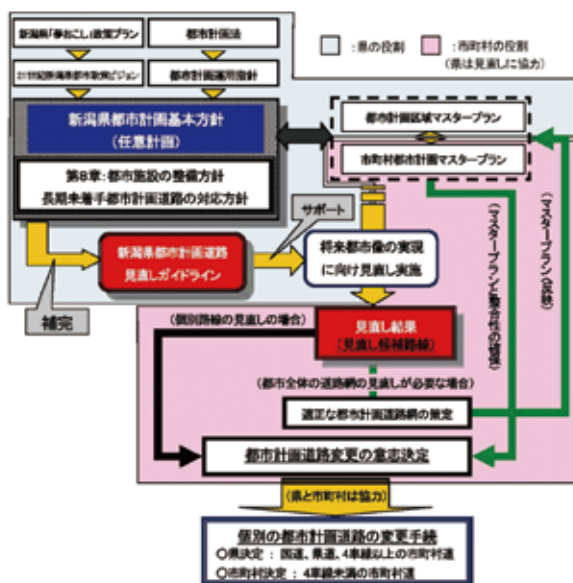 新潟県「夢おこし」政策プラン
都市計画法
21世紀新潟県都市政策ビジョン
都市計画運用指針
□:県の役割
□:市町村の役割
(県は見直しに協力)
新潟県都市計画基本方針
(任意計画)
第8章:都市施設の整備方針
長期未着手都市計画道路の対応方針
都市計画区域マスタープラン
市町村都市計画マスタープラン
サポート
新潟県都市計画道路
見直しガイドライン
将来都市像の実現
に向け見直し実施
補完
(マスタープランと整合性の確保)
(マスタープランへ反映)
(個別路線の見直しの場合)
見直し結果
(見直し候補路線)
(都市全体の道路網の見直しが必要な場合)
適正な都市計画道路網の策定
都市計画道路変更の意志決定
(県と市町村は協力)
個別の都市計画道路の変更手続
○県決定 : 国道、県道、4車線以上の市町村道
○市町村決定 : 4車線未満の市町村道